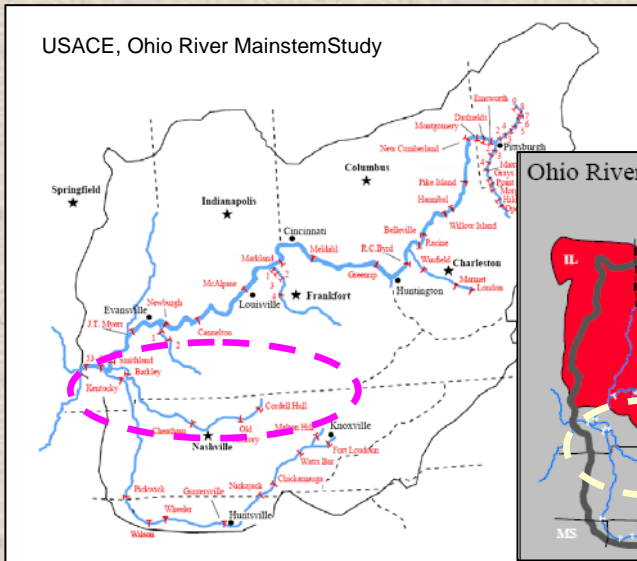 USACE, Ohio River MainstemStudy
Emsworth
Dashields
Montgomery
Pittsburgh
New Cumberland
Columbus
Springfield
Pike Island
Indianapolis
Hannibal
Willow Island
Cincinnati
Belleville
Racine
Meldahl
R.C.Byrd
Winfield
Charleston
Markland
Greenup
Marmet
London
Huntington
McAlpine
Frankfort
Louisville
Evansville
Newburgh
J.T. Myers
Cannelton
53
Smithland
Barkley
Kentucky
Cordell Hull
Cheatham
Old
Nashville
Melton Hill
Knoxville
Fort Loudoun
Watts Bar
Chickamauga
Nickajack
Guntersville
Pickwick
Wheeler
Huntsville
Wilson
Ohio River
IL
MS